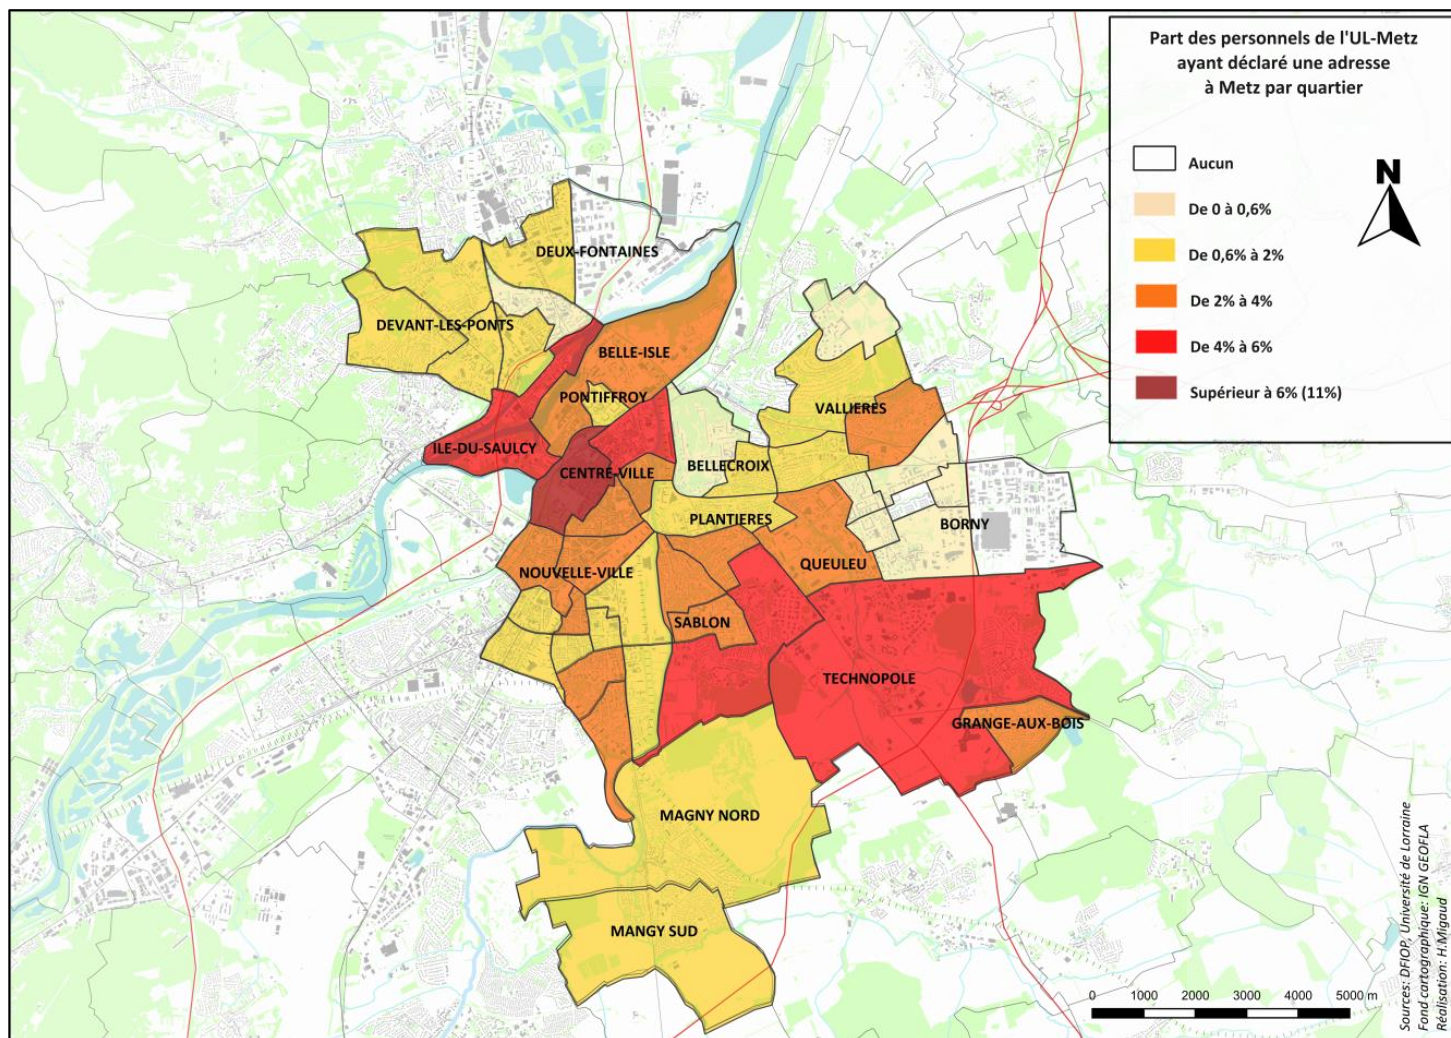 Part des personnels de l'UL-Metz
ayant déclaré une adresse
à Metz par quartier
Aucun
De 0 à 0,6%
De 0,6% à 2%
De 2% à 4%
De 4% à 6%
Supérieur à 6% (11%)
N
DEUX-FONTAINES
DEVANT-LES-PONTS
BELLE-ISLE
PONTIFFROY
VALLIERES
ILE-DU-SAULCY
CENTRE-VILLE
BELLECROIX
PLANTIERES
BORNY
QUEULEU
NOUVELLE-VILLE
SABLON
TECHNOPOLE
GRANGE-AUX-BOIS
MAGNY NORD
MANGY SUD
0 1000 2000 3000 4000 5000 m
Sources: DFIOP, Université de Lorraine
Fond cartographique: IGN GEOFLA
Réalisation: H.Migaud